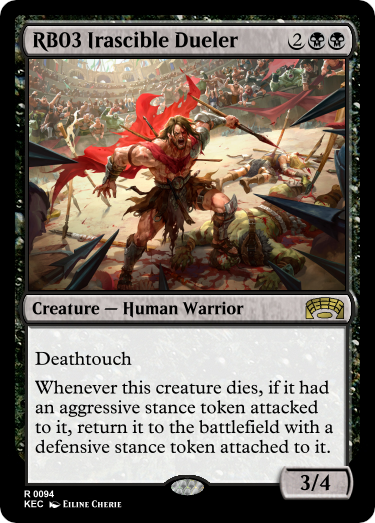 RB03 Irascible Dueler 2
Creature — Human Warrior
Deathtouch
Whenever this creature dies, if it had
an aggressive stance token attacked
to it, return it to the battlefield with a
defensive stance token attached to it.
3/4
R 0094
KEC Eiline Cherie